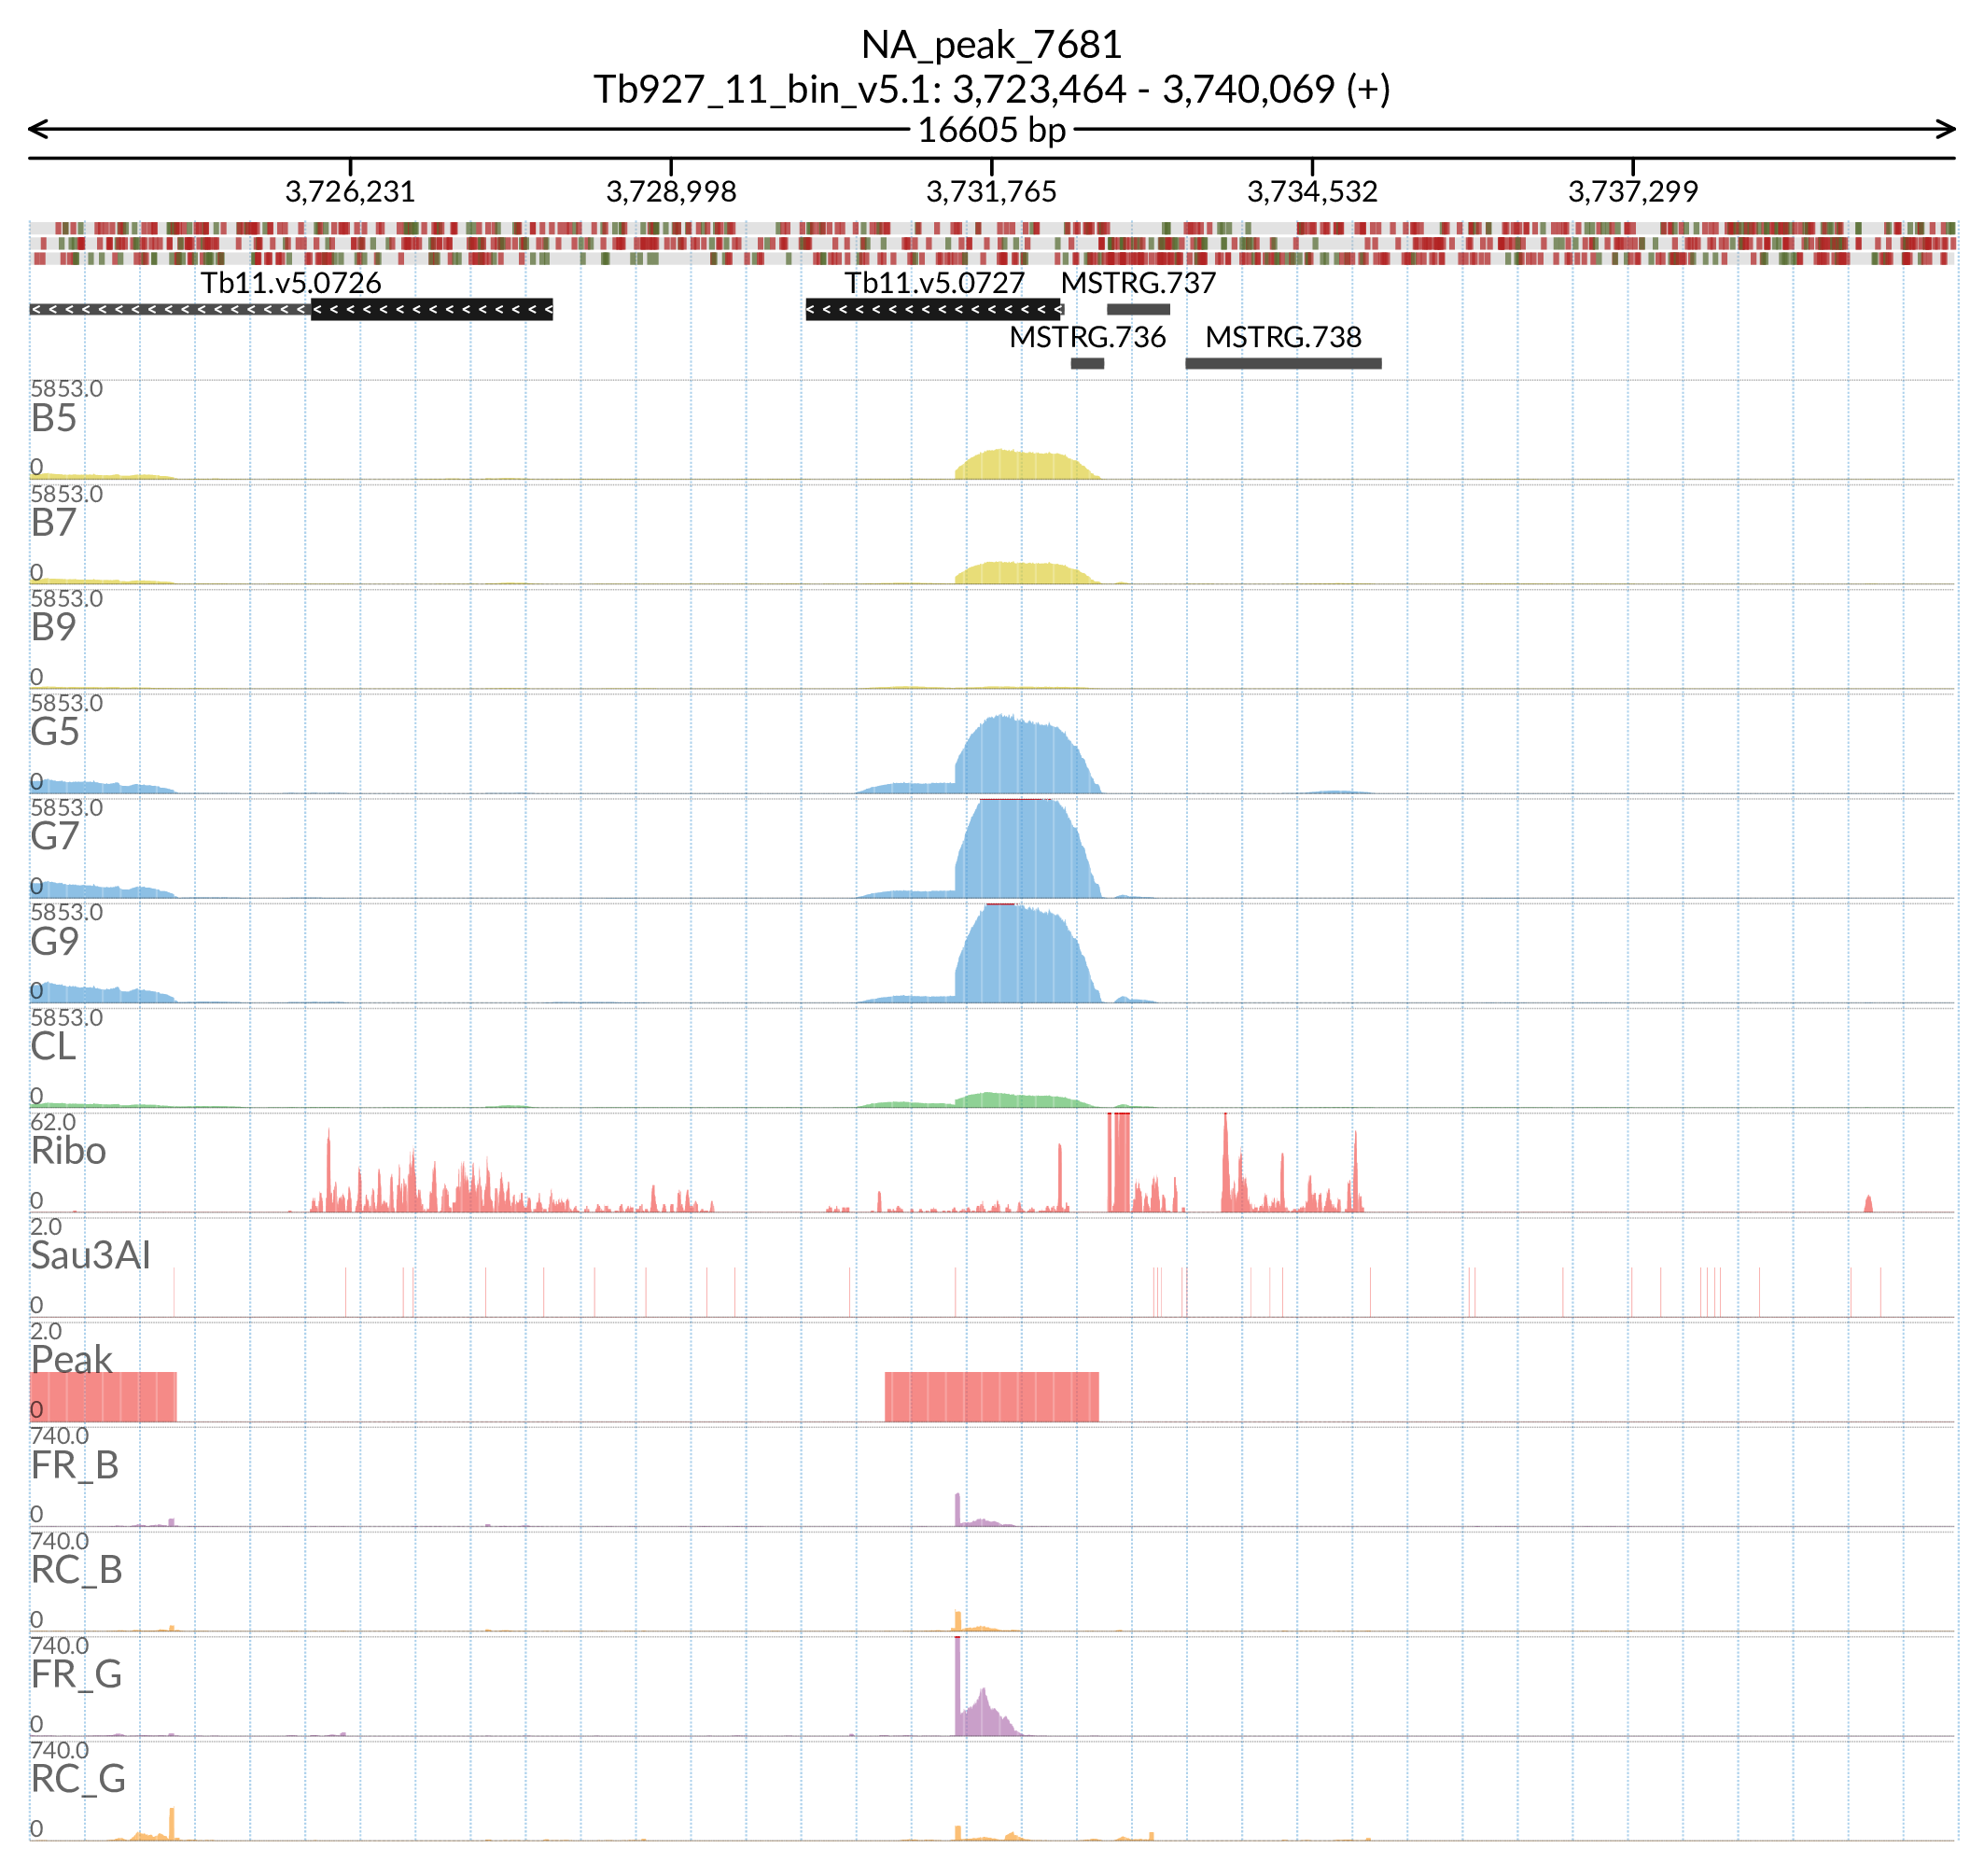 NA_peak_7681
Tb927_11_bin_v5.1: 3,723,464 - 3,740,069 (+)
16605 bp
3,726,231 3,728,998 3,731,765 3,734,532 3,737,299
Tb11.v5.0726 Tb11.v5.0727 MSTRG.737
MSTRG.736 MSTRG.738
5853.0
B5
0
5853.0
B7
0
5853.0
B9
0
5853.0
G5
0
5853.0
G7
0
5853.0
G9
0
5853.0
CL
0
62.0
Ribo
0
2.0
Sau3AI
0
2.0
Peak
0
740.0
FR_B
0
740.0
RC_B
0
740.0
FR_G
0
740.0
RC_G
0